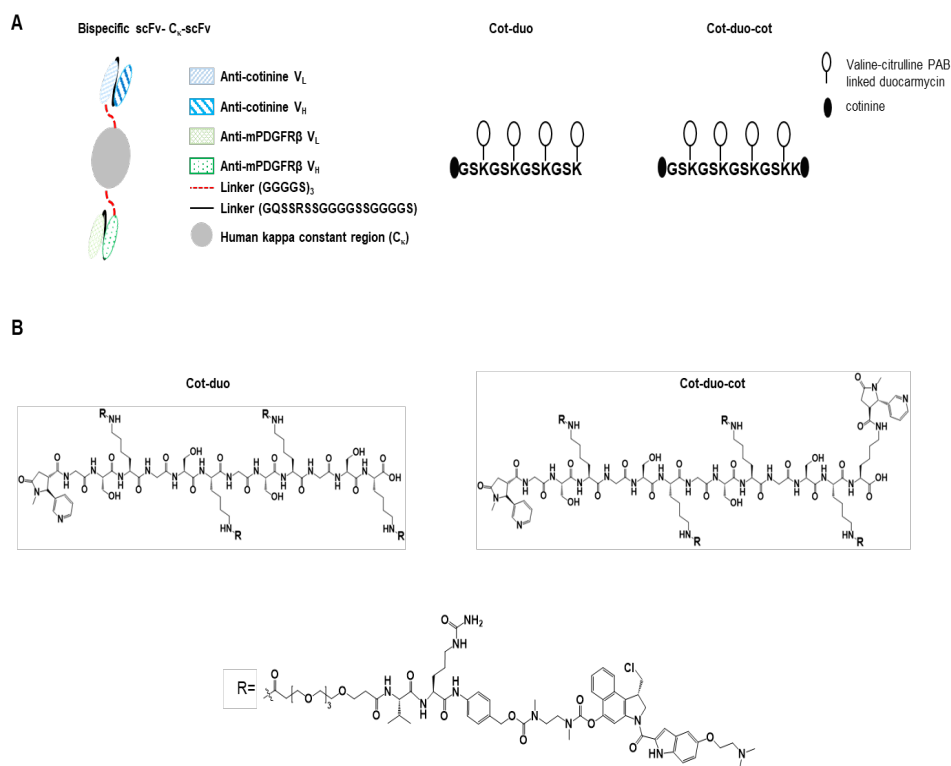 A
Bispecific scFv- Cκ-scFv
Anti-cotinine VL
Anti-cotinine VH
Anti-mPDGFRβ VL
Anti-mPDGFRβ VH
Linker (GGGGS)3
Linker (GQSSRSSGGGGSSGGGGS)
Human kappa constant region (Cκ)
Cot-duo
GSKGSKGSKGSK
Cot-duo-cot
GSKGSKGSKGSKK
Valine-citrulline PAB
linked duocarmycin
cotinine
B
Cot-duo
Cot-duo-cot
R=